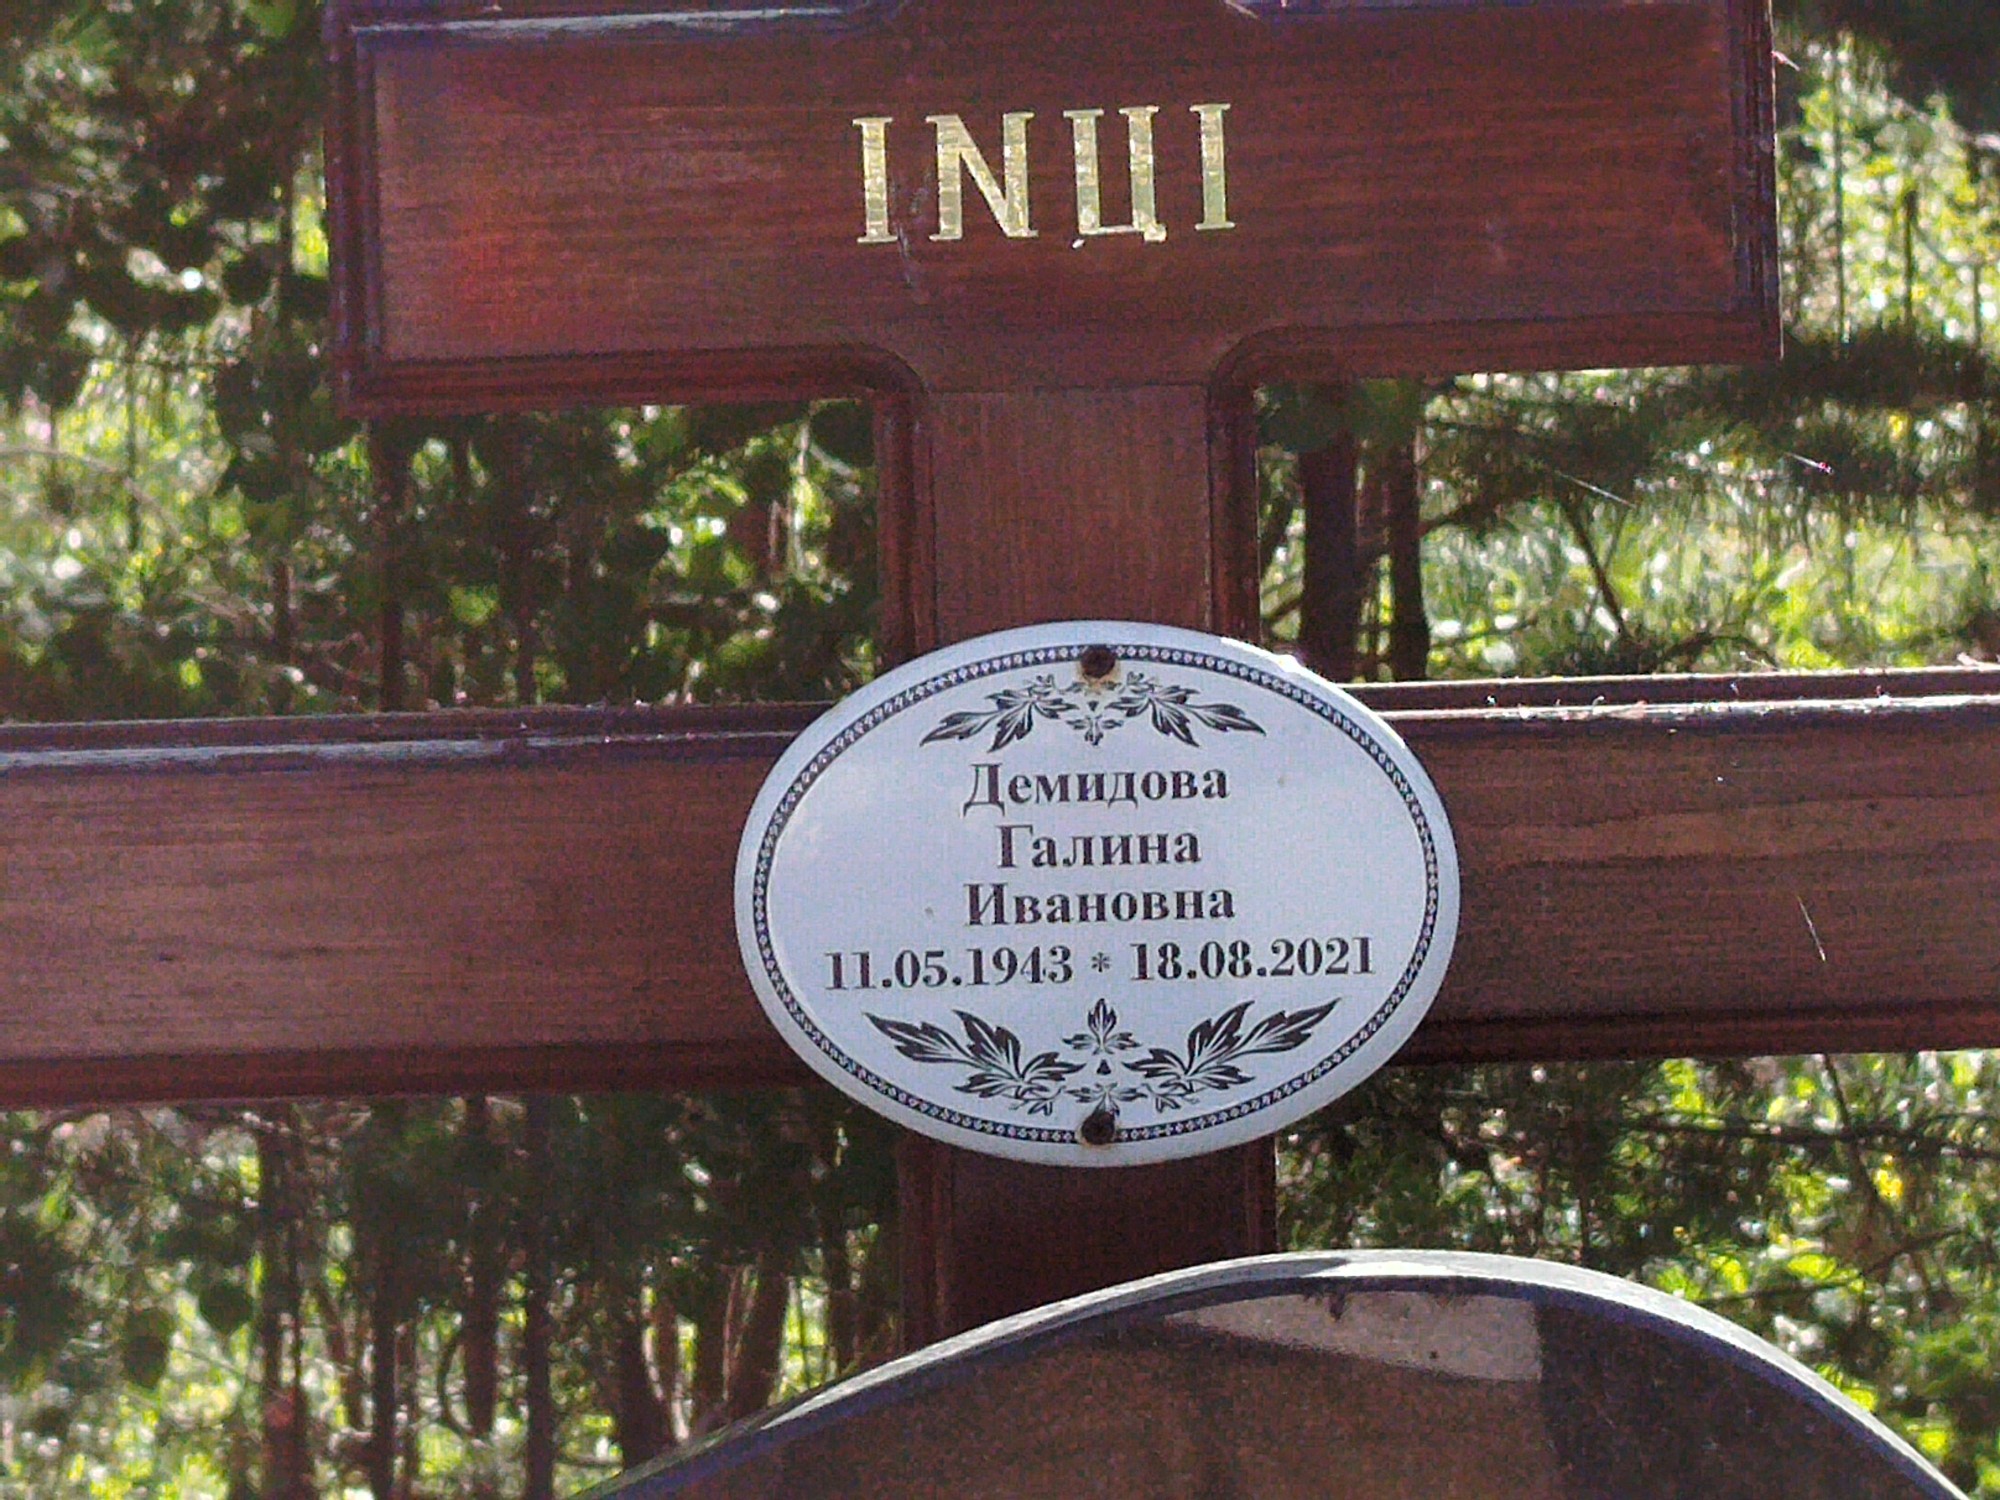 INЦI
Демидова
Галина
Ивановна
11.05.1943 * 18.08.2021